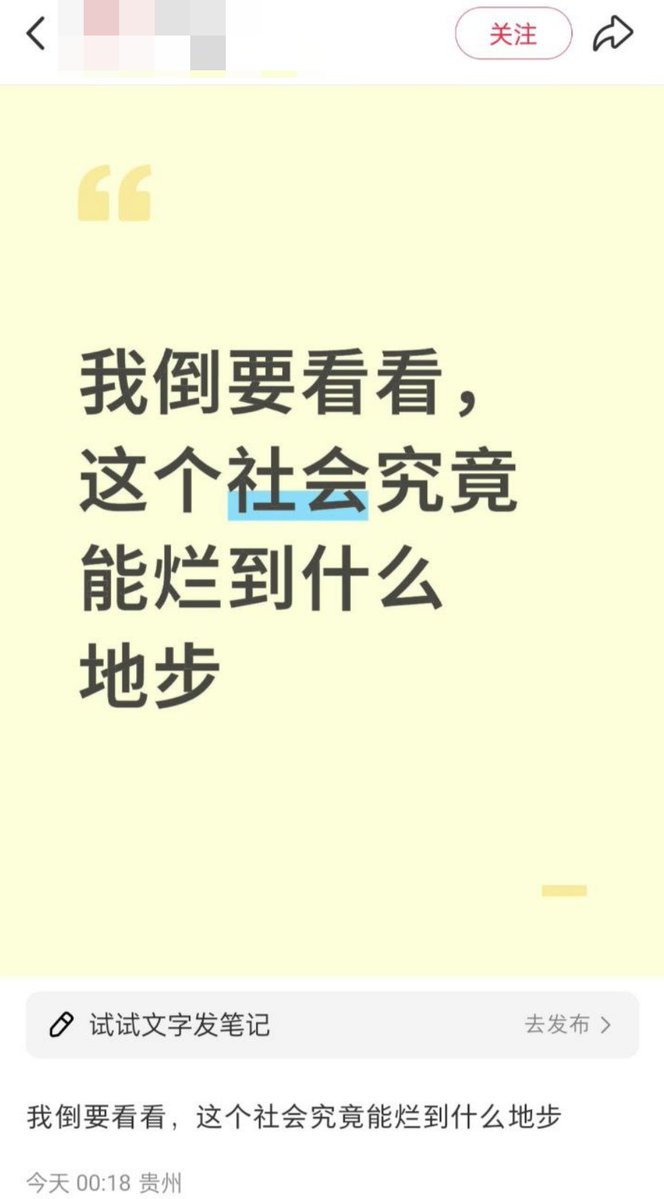 关注
“
我倒要看看，
这个社会究竟
能烂到什么
地步
试试文字发笔记
去发布
我倒要看看，这个社会究竟能烂到什么地步
今天 00:18 贵州